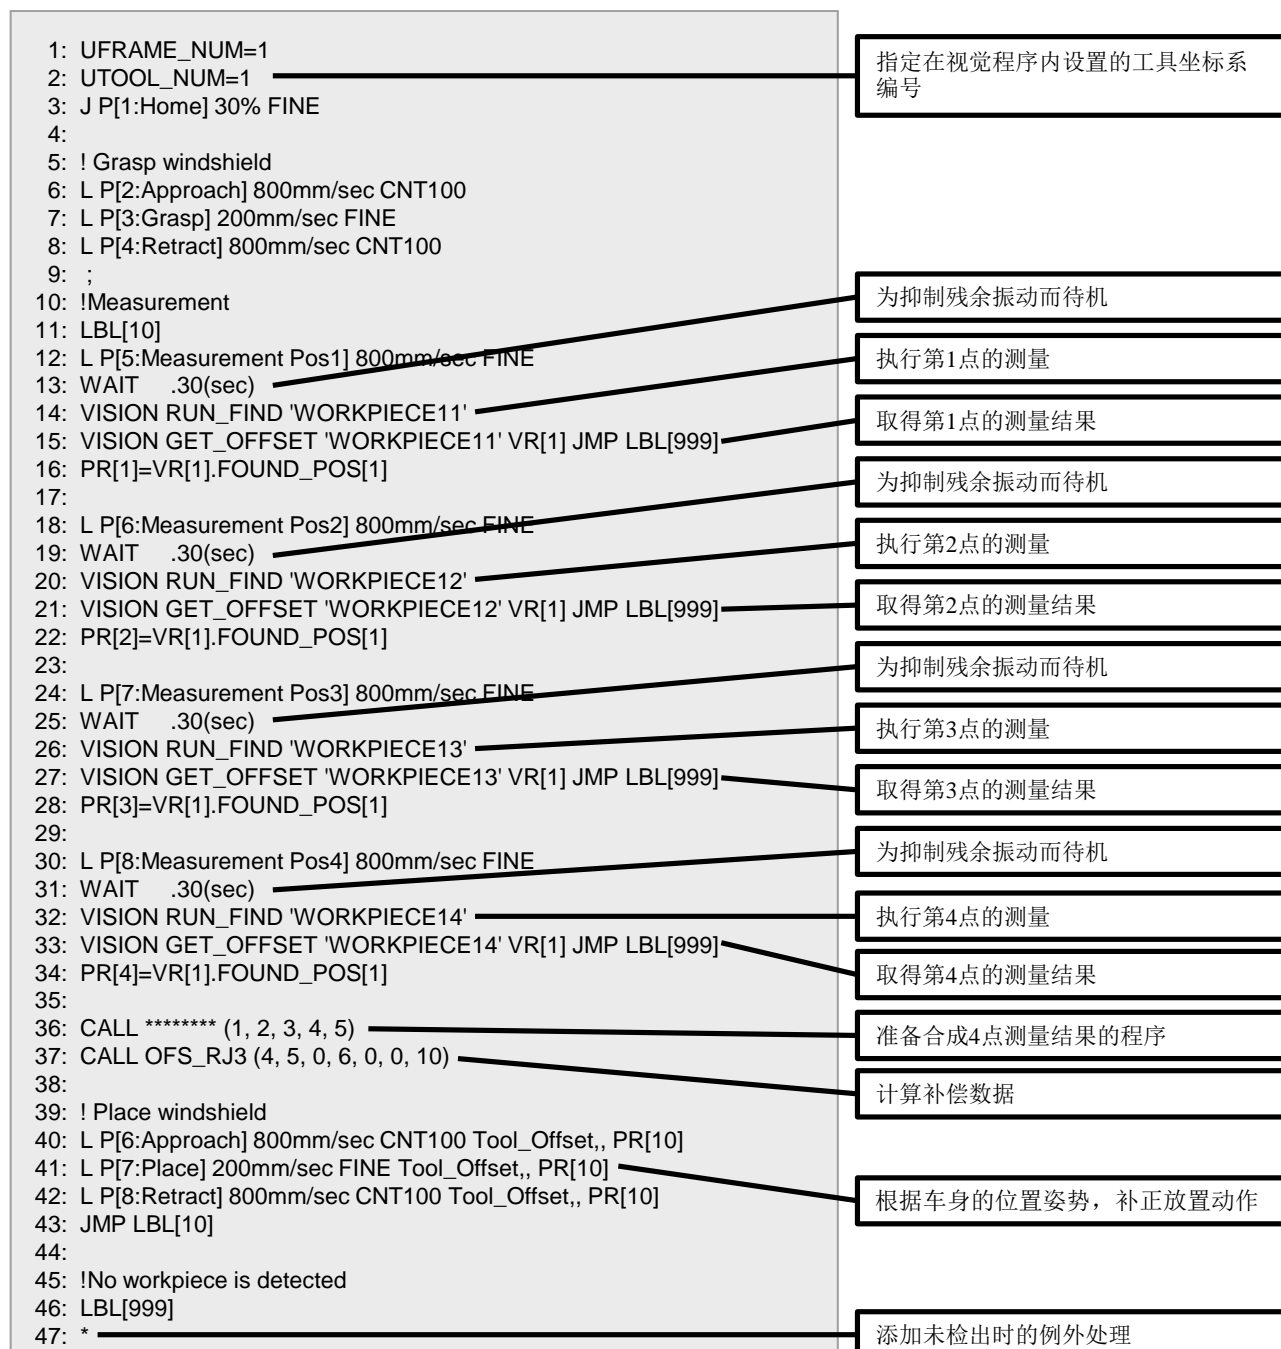 1: UFRAME_NUM=1
2: UTOOL_NUM=1
3: J P[1:Home] 30% FINE
4:
5: ! Grasp windshield
6: L P[2:Approach] 800mm/sec CNT100
7: L P[3:Grasp] 200mm/sec FINE
8: L P[4:Retract] 800mm/sec CNT100
9: ;
10: !Measurement
11: LBL[10]
12: L P[5:Measurement Pos1] 800mm/sec FINE
13: WAIT .30(sec)
14: VISION RUN_FIND 'WORKPIECE11'
15: VISION GET_OFFSET 'WORKPIECE11' VR[1] JMP LBL[999]
16: PR[1]=VR[1].FOUND_POS[1]
17:
18: L P[6:Measurement Pos2] 800mm/sec FINE
19: WAIT .30(sec)
20: VISION RUN_FIND 'WORKPIECE12'
21: VISION GET_OFFSET 'WORKPIECE12' VR[1] JMP LBL[999]
22: PR[2]=VR[1].FOUND_POS[1]
23:
24: L P[7:Measurement Pos3] 800mm/sec FINE
25: WAIT .30(sec)
26: VISION RUN_FIND 'WORKPIECE13'
27: VISION GET_OFFSET 'WORKPIECE13' VR[1] JMP LBL[999]
28: PR[3]=VR[1].FOUND_POS[1]
29:
30: L P[8:Measurement Pos4] 800mm/sec FINE
31: WAIT .30(sec)
32: VISION RUN_FIND 'WORKPIECE14'
33: VISION GET_OFFSET 'WORKPIECE14' VR[1] JMP LBL[999]
34: PR[4]=VR[1].FOUND_POS[1]
35:
36: CALL ******** (1, 2, 3, 4, 5)
37: CALL OFS_RJ3 (4, 5, 0, 6, 0, 0, 10)
38:
39: ! Place windshield
40: L P[6:Approach] 800mm/sec CNT100 Tool_Offset,, PR[10]
41: L P[7:Place] 200mm/sec FINE Tool_Offset,, PR[10]
42: L P[8:Retract] 800mm/sec CNT100 Tool_Offset,, PR[10]
43: JMP LBL[10]
44:
45: !No workpiece is detected
46: LBL[999]
47: *
指定在视觉程序内设置的工具坐标系
编号
为抑制残余振动而待机
执行第1点的测量
取得第1点的测量结果
为抑制残余振动而待机
执行第2点的测量
取得第2点的测量结果
为抑制残余振动而待机
执行第3点的测量
取得第3点的测量结果
为抑制残余振动而待机
执行第4点的测量
取得第4点的测量结果
准备合成4点测量结果的程序
计算补偿数据
根据车身的位置姿势，补正放置动作
添加未检出时的例外处理